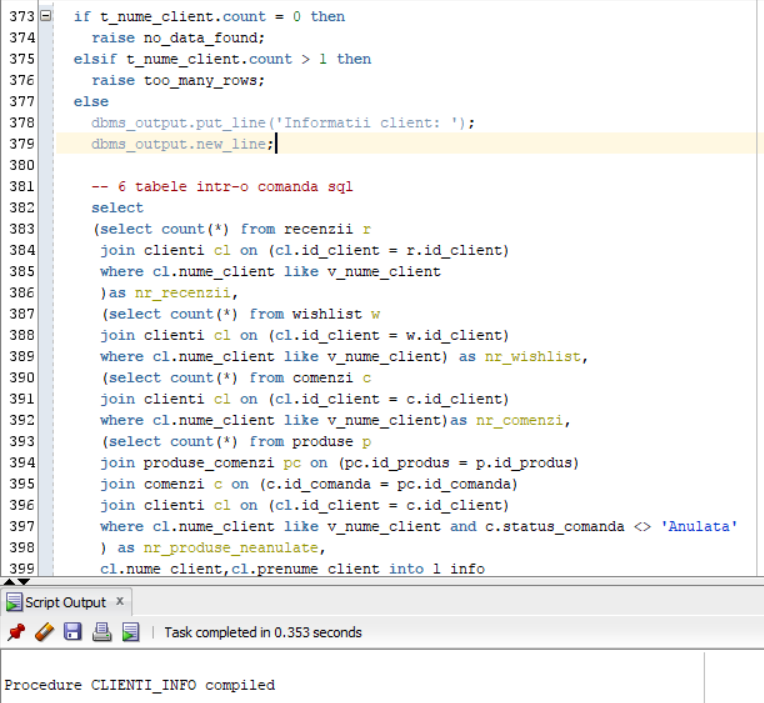 373 if t_nume_client.count = 0 then
374 raise no_data_found;
375 elsif t_nume_client.count > 1 then
376 raise too_many_rows;
377 else
378 dbms_output.put_line('Informatii client: ');
379 dbms_output.new_line;
380
381 -- 6 tabele intr-o comanda sql
382 select
383 (select count(*) from recenzii r
384 join clienti cl on (cl.id_client = r.id_client)
385 where cl.nume_client like v_nume_client
386 )as nr_recenzii,
387 (select count(*) from wishlist w
388 join clienti cl on (cl.id_client = w.id_client)
389 where cl.nume_client like v_nume_client) as nr_wishlist,
390 (select count(*) from comenzi c
391 join clienti cl on (cl.id_client = c.id_client)
392 where cl.nume_client like v_nume_client)as nr_comenzi,
393 (select count(*) from produse p
394 join produse_comenzi pc on (pc.id_produs = p.id_produs)
395 join comenzi c on (c.id_comanda = pc.id_comanda)
396 join clienti cl on (cl.id_client = c.id_client)
397 where cl.nume_client like v_nume_client and c.status_comanda <> 'Anulata'
398 ) as nr_produse_neanulate,
399 cl.nume_client,cl.prenume_client into l_info
Script Output x
Task completed in 0.353 seconds
Procedure CLIENTI_INFO compiled